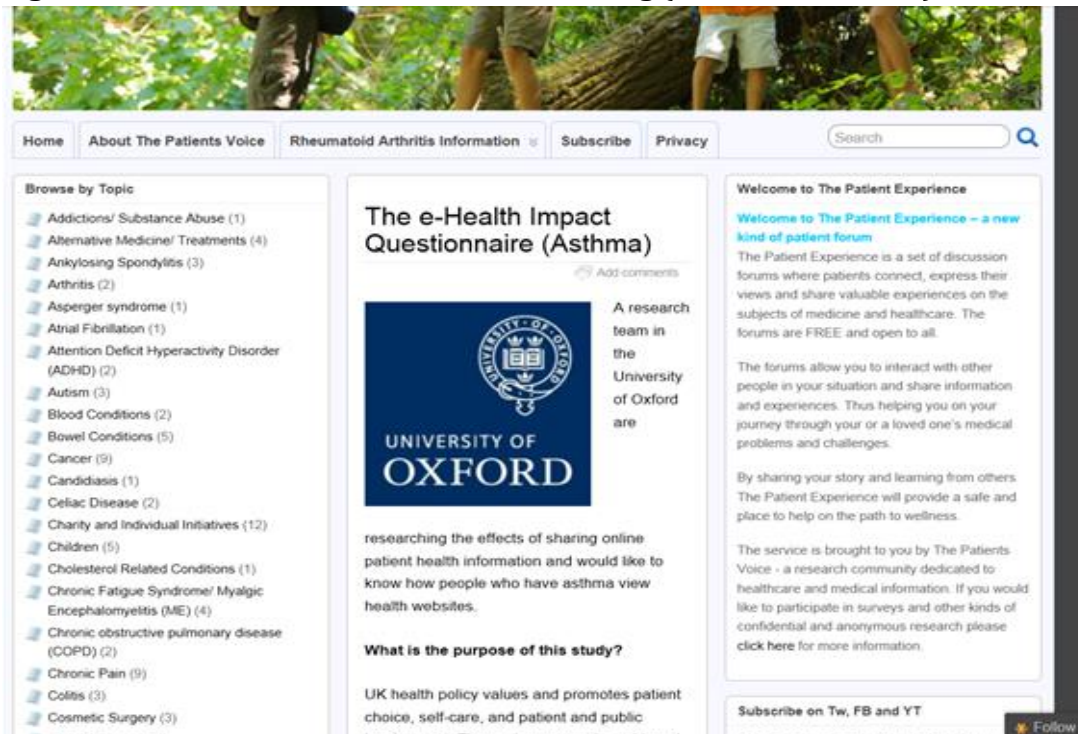 Home
About The Patients Voice
Rheumatoid Arthritis Information
Subscribe
Privacy
Search
Browse by Topic
Addictions/ Substance Abuse (1)
Alternative Medicine/ Treatments (4)
Ankylosing Spondylitis (3)
Arthritis (2)
Asperger syndrome (1)
Atrial Fibrillation (1)
Attention Deficit Hyperactivity Disorder
(ADHD) (2)
Autism (3)
Blood Conditions (2)
Bowel Conditions (5)
Cancer (9)
Candidiasis (1)
Celiac Disease (2)
Charity and Individual Initiatives (12)
Children (5)
Cholesterol Related Conditions (1)
Chronic Fatigue Syndrome/ Myalgic
Encephalomyelitis (ME) (4)
Chronic obstructive pulmonary disease
(COPD) (2)
Chronic Pain (9)
Colitis (3)
Cosmetic Surgery (3)
The e-Health Impact
Questionnaire (Asthma)
Add comments
UNIVERSITY OF
OXFORD
A research
team in
the
University
of Oxford
are
researching the effects of sharing online
patient health information and would like to
know how people who have asthma view
health websites.
What is the purpose of this study?
UK health policy values and promotes patient
choice, self-care, and patient and public
Welcome to The Patient Experience
Welcome to The Patient Experience – a new
kind of patient forum
The Patient Experience is a set of discussion
forums where patients connect, express their
views and share valuable experiences on the
subjects of medicine and healthcare. The
forums are FREE and open to all.
The forums allow you to interact with other
people in your situation and share information
and experiences. Thus helping you on your
journey through your or a loved one's medical
problems and challenges.
By sharing your story and learning from others
The Patient Experience will provide a safe and
place to help on the path to wellness.
The service is brought to you by The Patients
Voice - a research community dedicated to
healthcare and medical information. If you would
like to participate in surveys and other kinds of
confidential and anonymous research please
click here for more information.
Subscribe on Tw, FB and YT
Follow